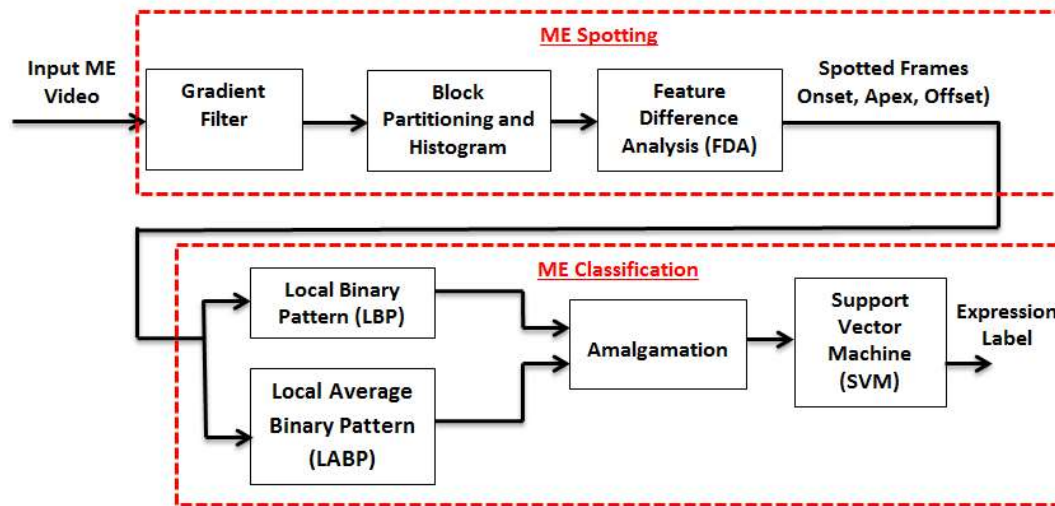 ME Spotting
Input ME
Video
Gradient
Filter
Block
Partitioning and
Histogram
Feature
Difference
Analysis (FDA)
Spotted Frames
Onset, Apex, Offset)
ME Classification
Local Binary
Pattern (LBP)
Local Average
Binary Pattern
(LABP)
Amalgamation
Support
Vector
Machine
(SVM)
Expression
Label